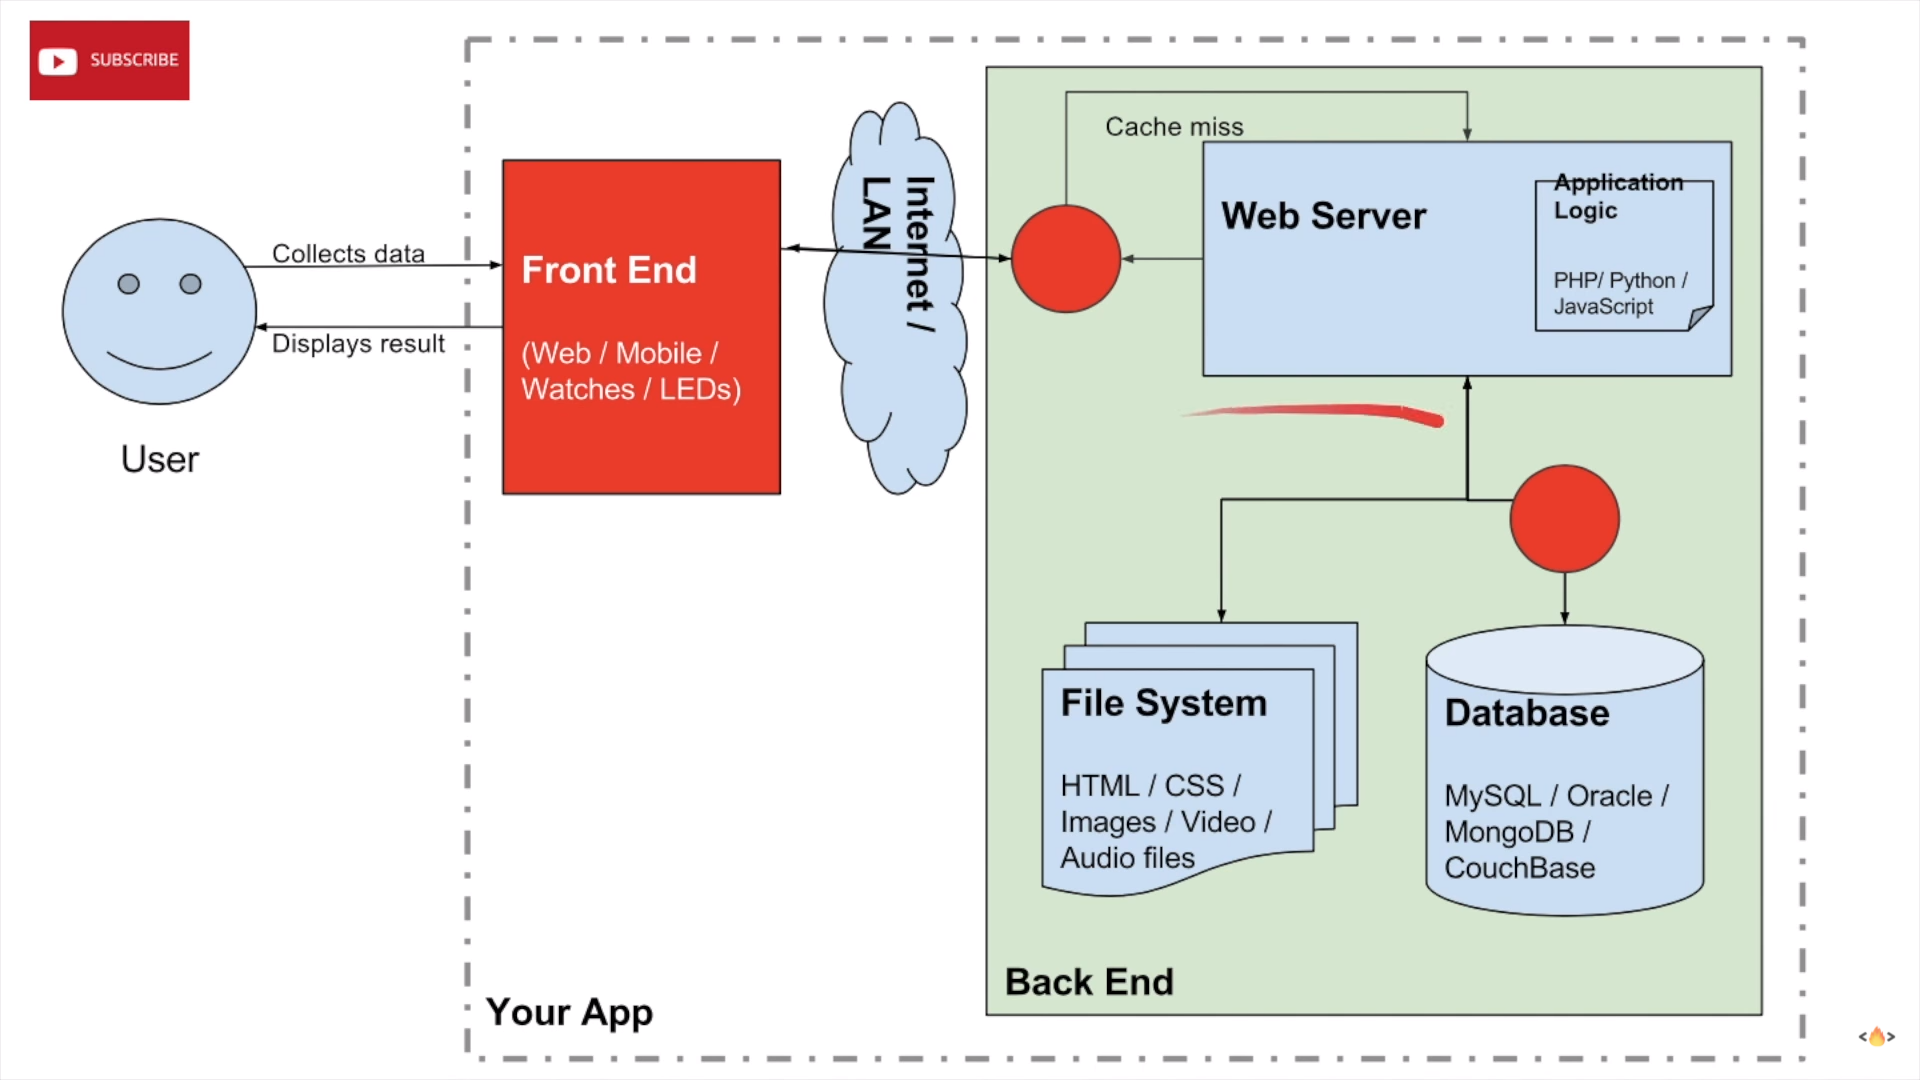 SUBSCRIBE
Collects data
Displays result
User
Front End
(Web / Mobile /
Watches / LEDs)
Internet /
LAN
Cache miss
Web Server
Application
Logic
PHP/ Python /
JavaScript
File System
HTML / CSS /
Images / Video /
Audio files
Database
MySQL / Oracle /
MongoDB /
CouchBase
Back End
Your App